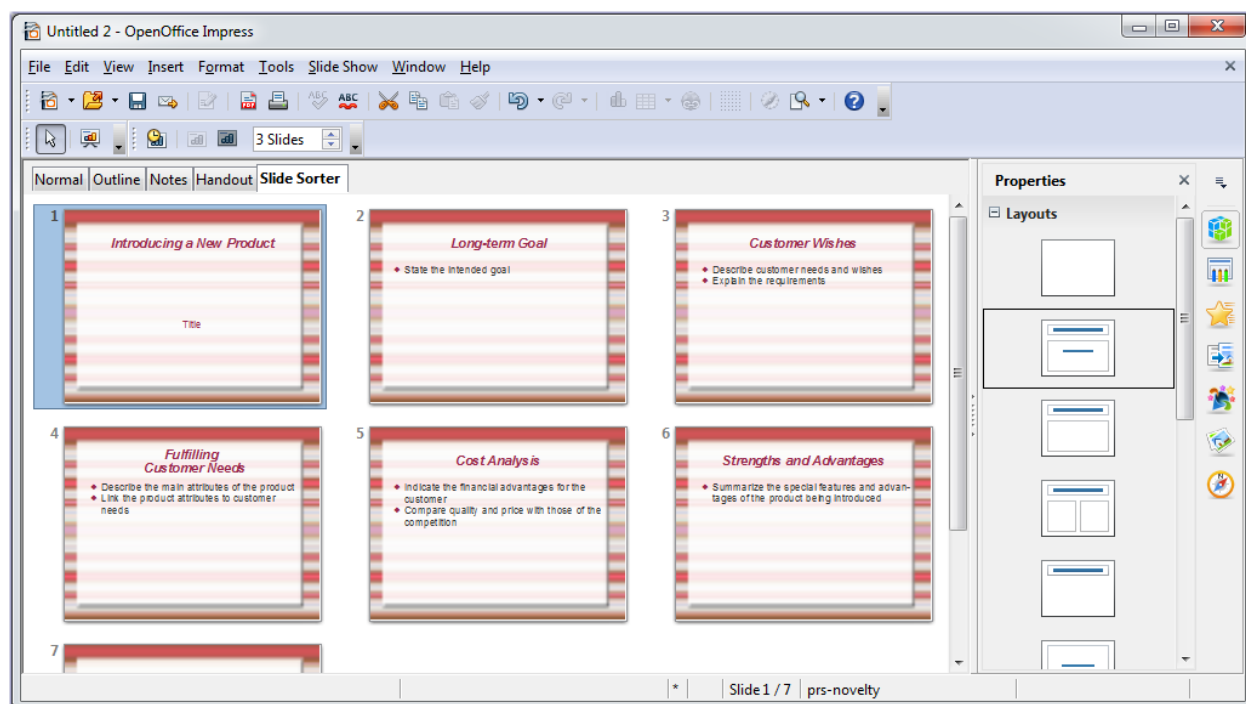 Untitled 2 - OpenOffice Impress
File Edit View Insert Format Tools Slide Show Window Help
ABC ABC
3 Slides
Normal Outline Notes Handout Slide Sorter
Properties
Layouts
1
Introducing a New Product
Title
2
Long-term Goal
State the intended goal
3
Customer Wishes
Describe customer needs and wishes
Explain the requirements
4
Fulfilling
Customer Needs
Describe the main attributes of the product
Link the product attributes to customer
needs
5
Cost Analysis
Indicate the financial advantages for the
customer
Compare quality and price with those of the
competition
6
Strengths and Advantages
Summarize the special features and advan-
tages of the product being introduced
7
* Slide 1 / 7 prs-novelty